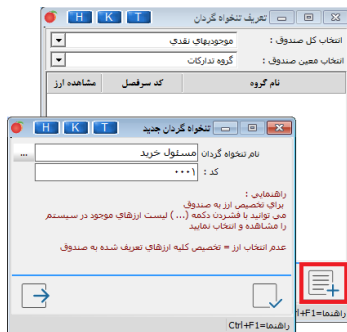 تعریف تنخواه گردان
T K H
انتخاب کل صندوق : موجودیهای نقدی
انتخاب معین صندوق : گروه تدارکات
نام گروه کد سرفصل مشاهده ارز
تنخواه گردان جدید
T K H
نام تنخواه گردان مسئول خرید ...
کد : ۰۰۰۱
راهنمایی :
برای تخصیص ارز به صندوق
می توانید با فشردن دکمه (...) لیست ارزهای موجود در سیستم
را مشاهده و انتخاب نمایید
عدم انتخاب ارز = تخصیص کلیه ارزهای تعریف شده به صندوق
راهنما=Ctrl+F1
راهنما=l+F1